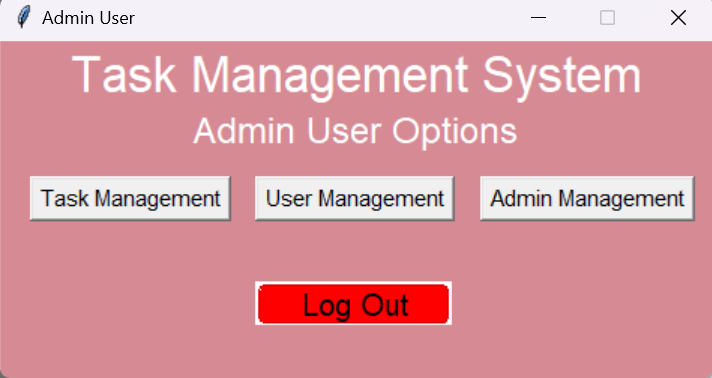 Admin User
Task Management System
Admin User Options
Task Management User Management Admin Management
Log Out